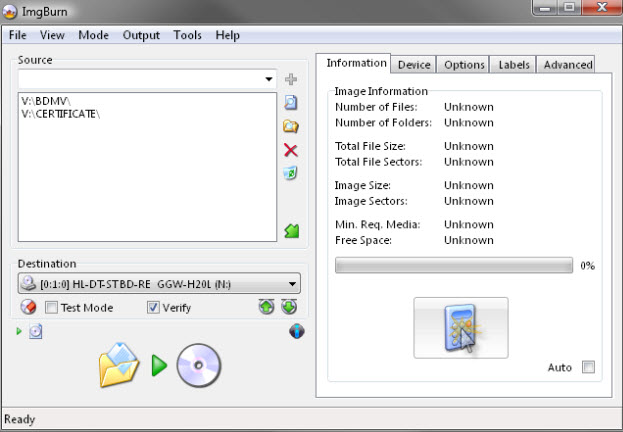 ImgBurn
File View Mode Output Tools Help
Source
V:\BDMV\
V:\CERTIFICATE\
Destination
[0:1:0] HL-DT-STBD-RE GGW-H20L (N:)
Test Mode Verify
Information Device Options Labels Advanced
Image Information
Number of Files: Unknown
Number of Folders: Unknown
Total File Size: Unknown
Total File Sectors: Unknown
Image Size: Unknown
Image Sectors: Unknown
Min. Req. Media: Unknown
Free Space: Unknown
0%
Auto
Ready